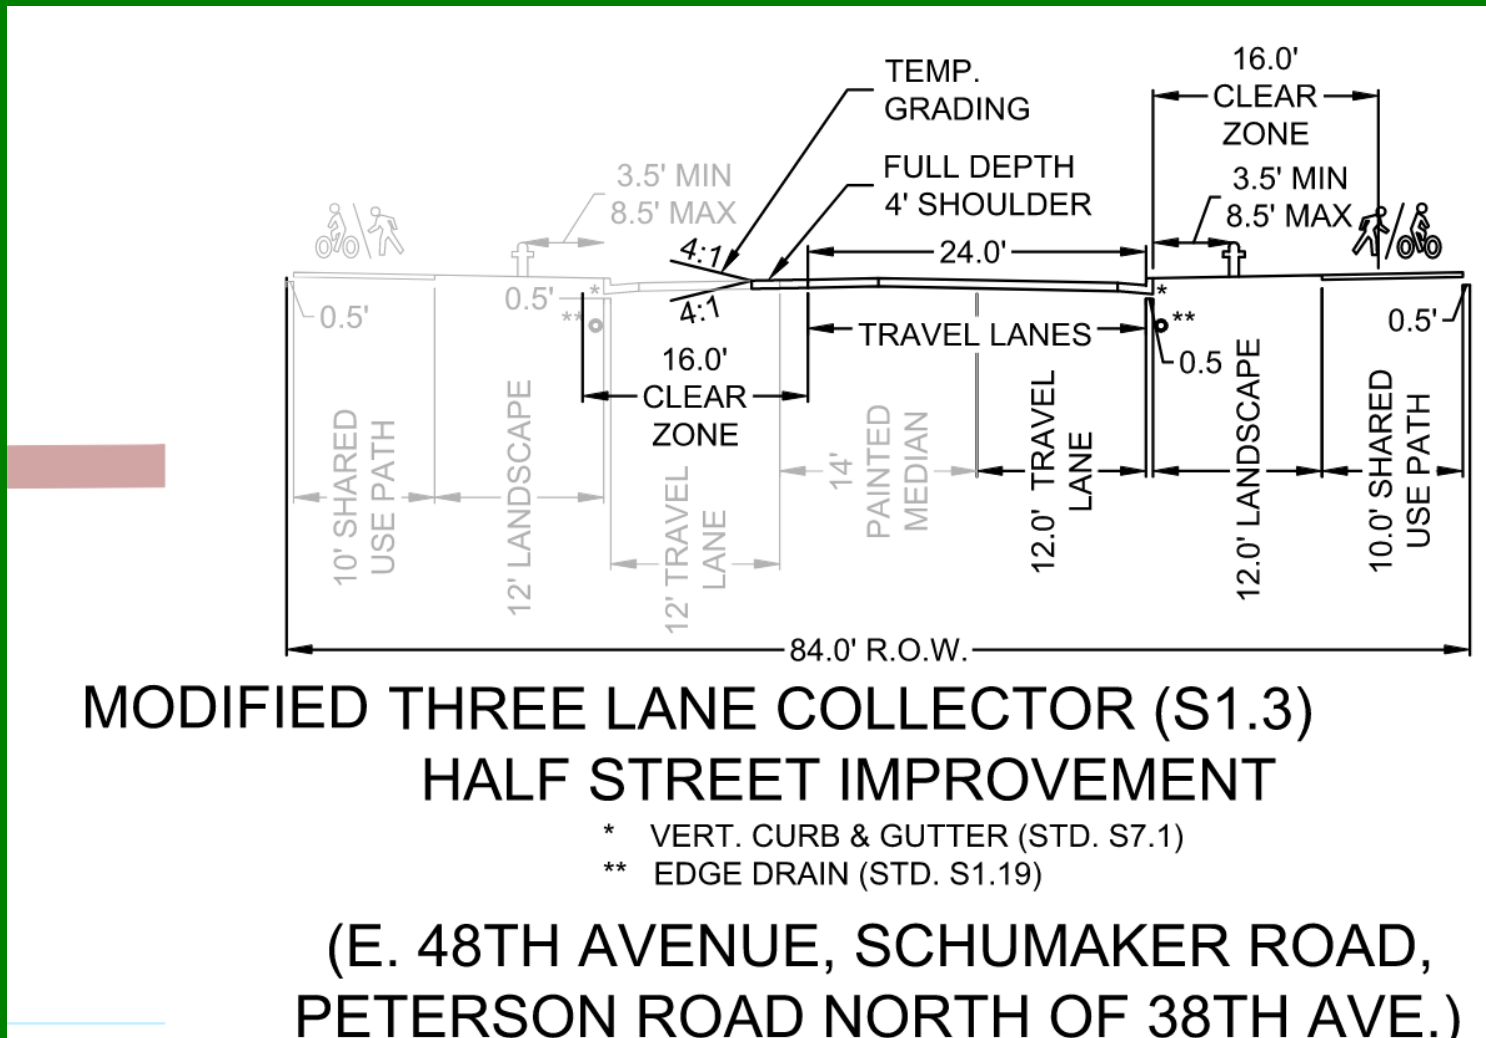 TEMP.
GRADING
16.0'
CLEAR
ZONE
3.5' MIN
8.5' MAX
FULL DEPTH
4' SHOULDER
3.5' MIN
8.5' MAX
4:1
24.0'
0.5'
0.5'
*
**
4:1
TRAVEL LANES
*
**
0.5
0.5'
16.0'
CLEAR
ZONE
10' SHARED
USE PATH
12' LANDSCAPE
12' TRAVEL
LANE
14'
PAINTED
MEDIAN
12.0' TRAVEL
LANE
12.0' LANDSCAPE
10.0' SHARED
USE PATH
84.0' R.O.W.
MODIFIED THREE LANE COLLECTOR (S1.3)
HALF STREET IMPROVEMENT
* VERT. CURB & GUTTER (STD. S7.1)
** EDGE DRAIN (STD. S1.19)
(E. 48TH AVENUE, SCHUMAKER ROAD,
PETERSON ROAD NORTH OF 38TH AVE.)